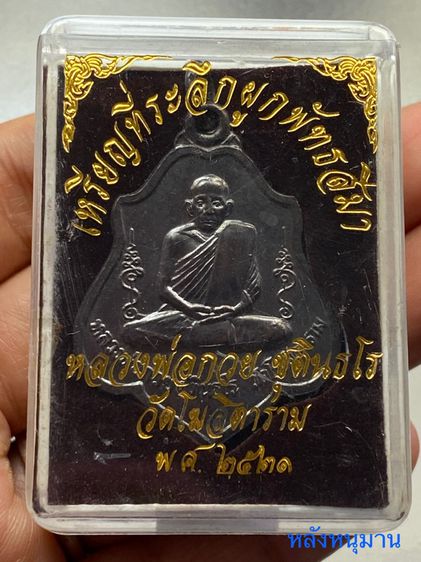 เหรียญที่ระลึกผูกพัทธสีมา
หลวงพ่อกวย ชุตินธโร
วัดโฆสิตาราม
พ.ศ. ๒๕๒๑
หลังหนุมาน